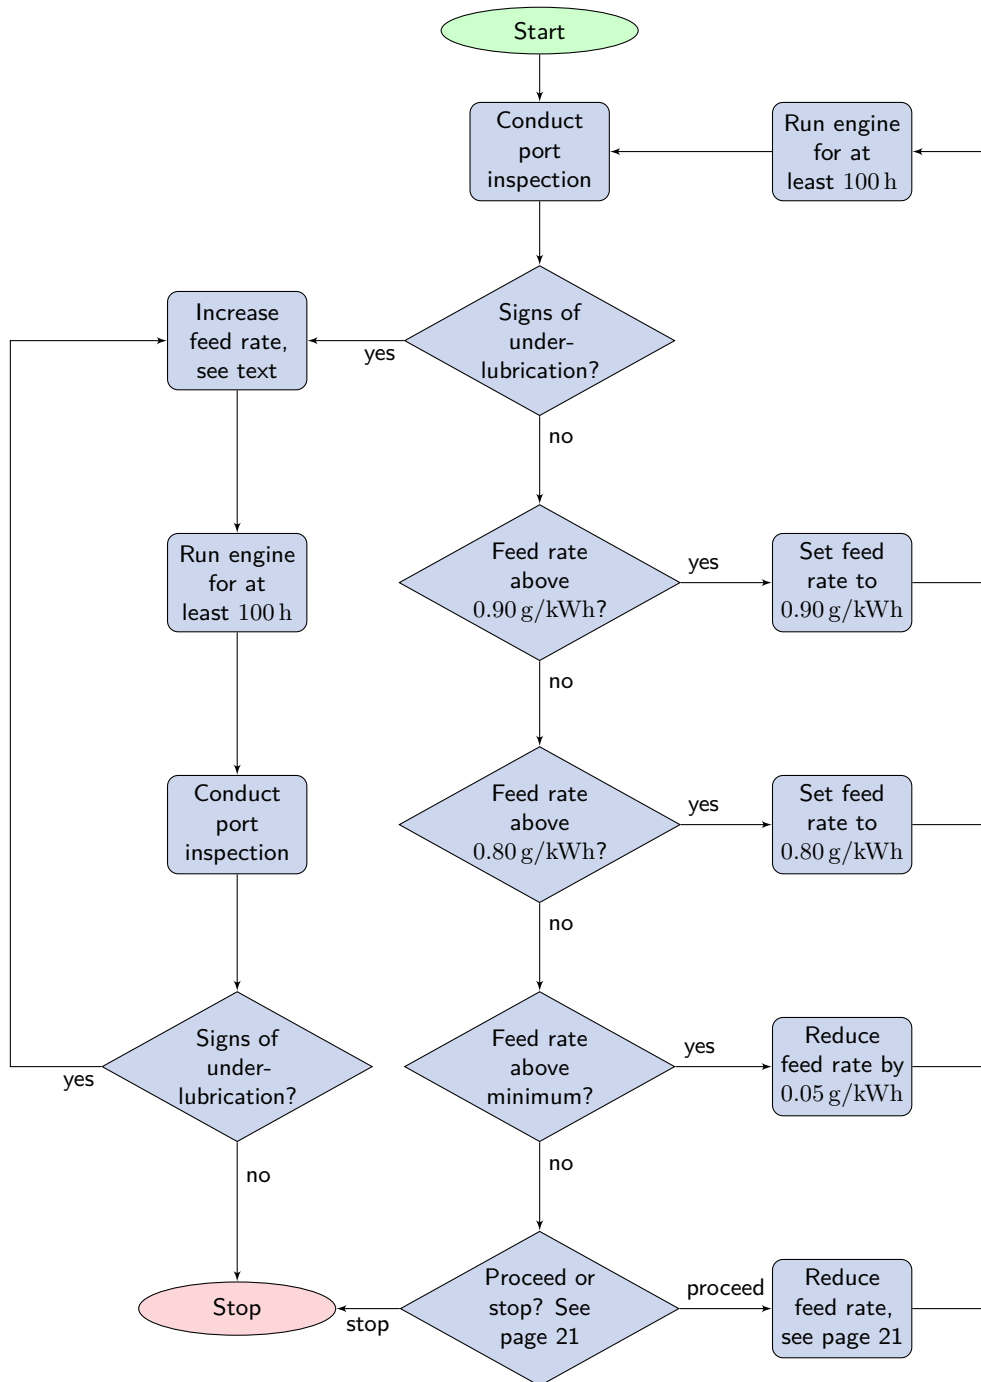 Start
Conduct
port
inspection
Run engine
for at
least 100 h
Increase
feed rate,
see text
yes
Signs of
under-
lubrication?
no
Run engine
for at
least 100 h
Feed rate
above
0.90 g/kWh?
yes
Set feed
rate to
0.90 g/kWh
no
Conduct
port
inspection
Feed rate
above
0.80 g/kWh?
yes
Set feed
rate to
0.80 g/kWh
no
Signs of
under-
lubrication?
yes
no
Feed rate
above
minimum?
yes
Reduce
feed rate by
0.05 g/kWh
no
Stop
stop
Proceed or
stop? See
page 21
proceed
Reduce
feed rate,
see page 21